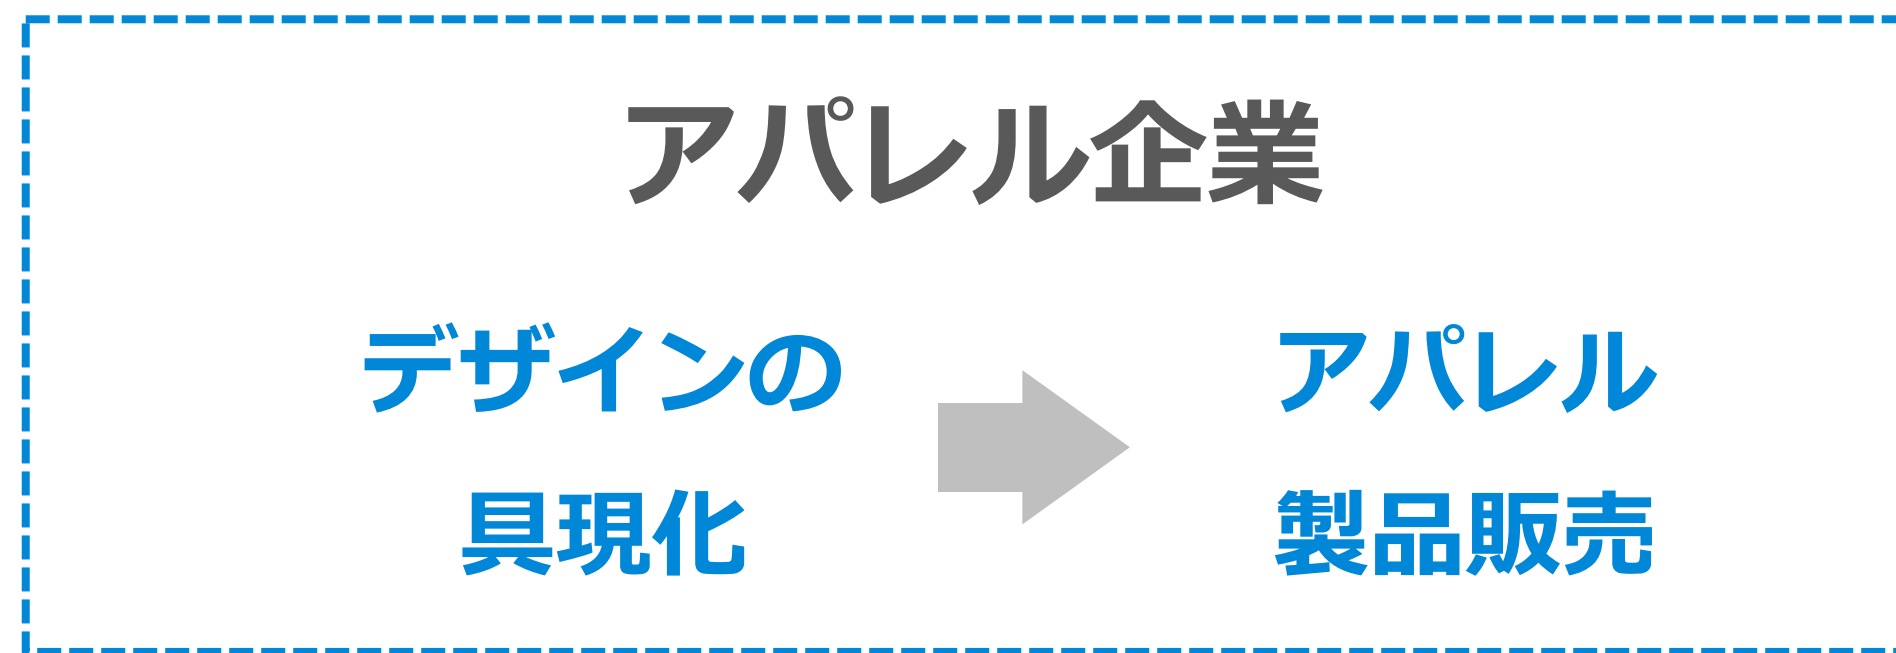 アパレル企業
デザインの
具現化
アパレル
製品販売